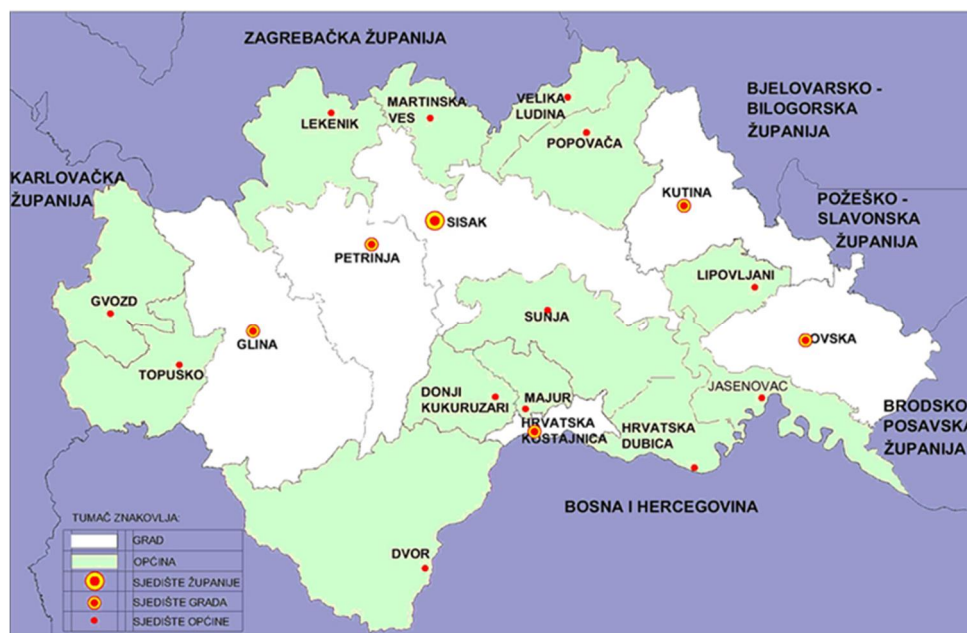 ZAGREBAČKA ŽUPANIJA
BJELOVARSKO -
BILOGORSKA
ŽUPANIJA
VELIKA
LUDINA
MARTINSKA
VES
LEKENIK
POPOVAČA
KARLOVAČKA
ŽUPANIJA
KUTINA
POŽEŠKO -
SLAVONSKA
ŽUPANIJA
SISAK
PETRINJA
LIPOVLJANI
GVOZD
SUNJA
GLINA
OVSKA
TOPUSKO
DONJI
KUKURUZARI
MAJUR
JASENOVAC
HRVATSKA
KOSTAJNICA
HRVATSKA
DUBICA
BRODSKO
POSAVSKA
ŽUPANIJA
BOSNA I HERCEGOVINA
DVOR
TUMAČ ZNAKOVLJA:
GRAD
OPĆINA
SJEDIŠTE ŽUPANIJE
SJEDIŠTE GRADA
SJEDIŠTE OPĆINE